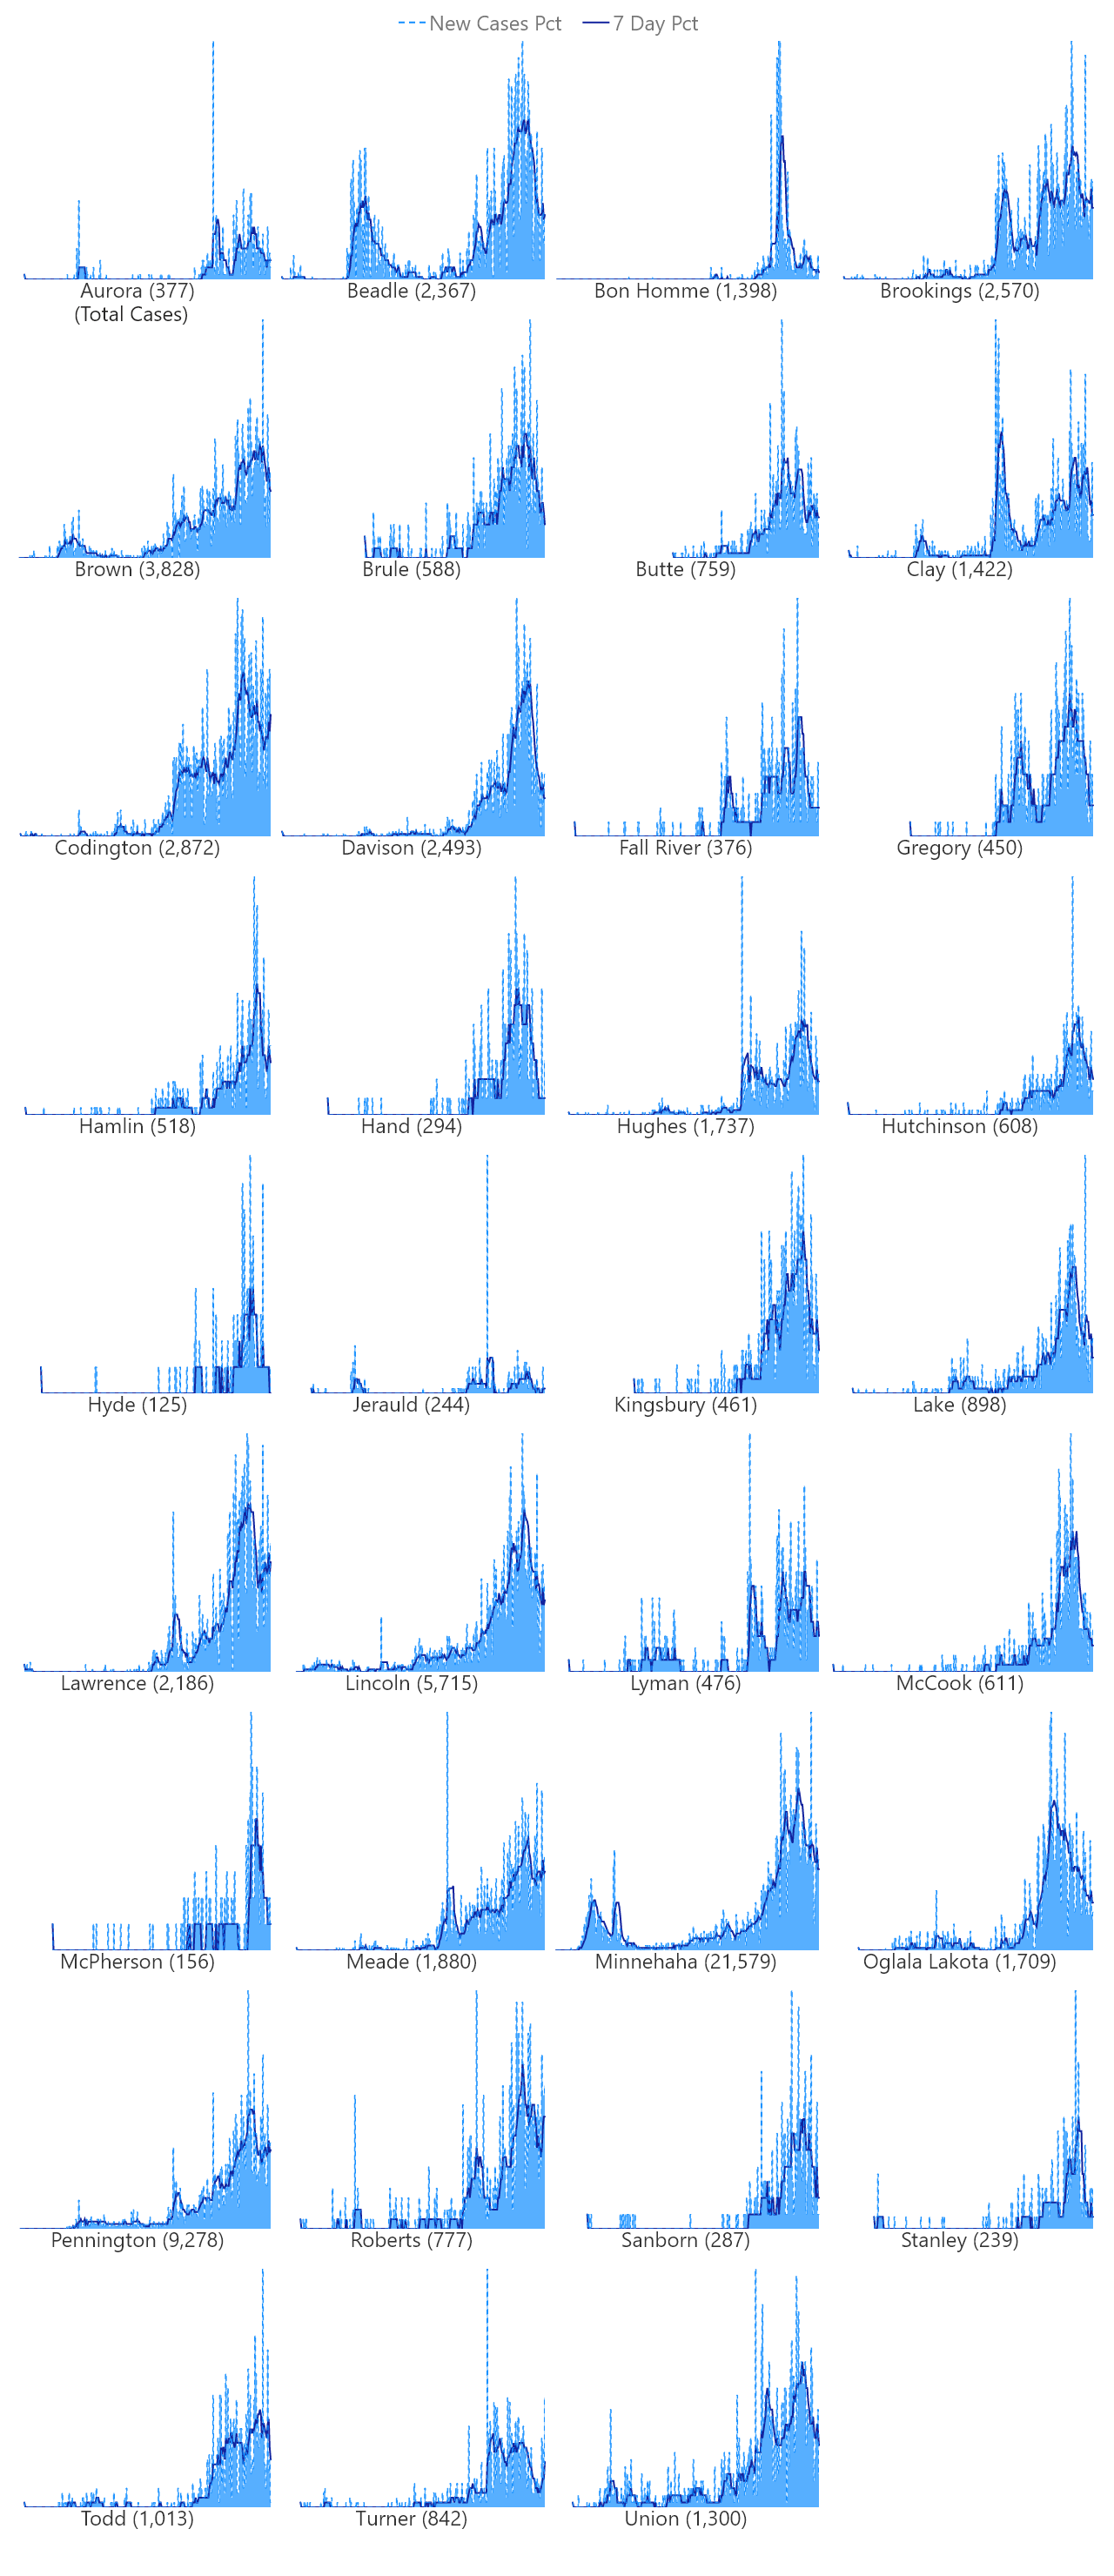 New Cases Pct 7 Day Pct
Aurora (377) Beadle (2,367) Bon Homme (1,398) Brookings (2,570)
(Total Cases)
Brown (3,828) Brule (588) Butte (759) Clay (1,422)
Codington (2,872) Davison (2,493) Fall River (376) Gregory (450)
Hamlin (518) Hand (294) Hughes (1,737) Hutchinson (608)
Hyde (125) Jerauld (244) Kingsbury (461) Lake (898)
Lawrence (2,186) Lincoln (5,715) Lyman (476) McCook (611)
McPherson (156) Meade (1,880) Minnehaha (21,579) Oglala Lakota (1,709)
Pennington (9,278) Roberts (777) Sanborn (287) Stanley (239)
Todd (1,013) Turner (842) Union (1,300)